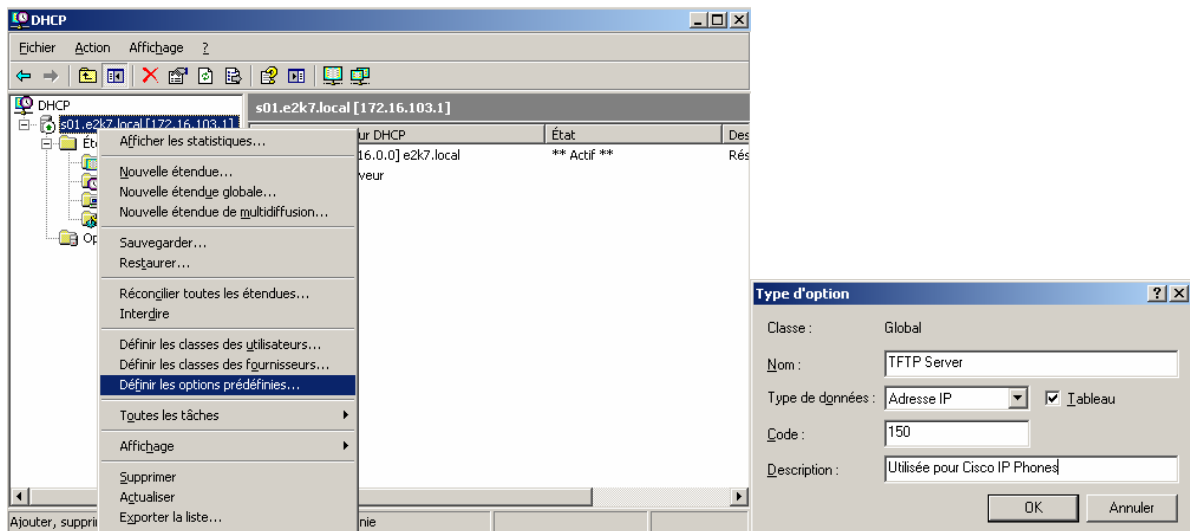 DHCP
Fichier Action Affichage ?
DHCP
s01.e2k7.local [172.16.103.1]
s01.e2k7.local [172.16.103.1]
ur DHCP État Des
16.0.0] e2k7.local ** Actif ** Rés
veur
Ét
Op
Afficher les statistiques...
Nouvelle étendue...
Nouvelle étendue globale...
Nouvelle étendue de multidiffusion...
Sauvegarder...
Restaurer...
Réconcilier toutes les étendues...
Interdire
Définir les classes des utilisateurs...
Définir les classes des fournisseurs...
Définir les options prédéfinies...
Toutes les tâches
Affichage
Supprimer
Actualiser
Exporter la liste...
Ajouter, suppri nie
Type d'option
Classe : Global
Nom : TFTP Server
Type de données : Adresse IP Tableau
Code : 150
Description : Utilisée pour Cisco IP Phones
OK Annuler